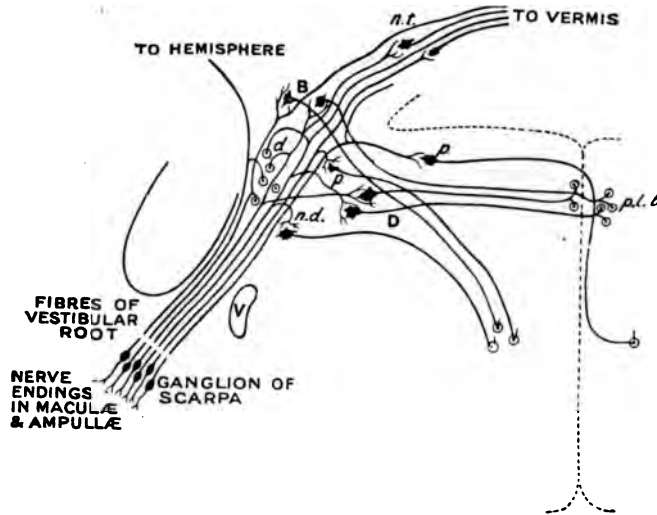 n.t.
TO VERMIS
TO HEMISPHERE
B
d
p.
p.
p.l.b
n.d.
D
V
FIBRES OF
VESTIBULAR
ROOT
NERVE
ENDINGS
IN MACULÆ
& AMPULLÆ
GANGLION OF
SCARPA